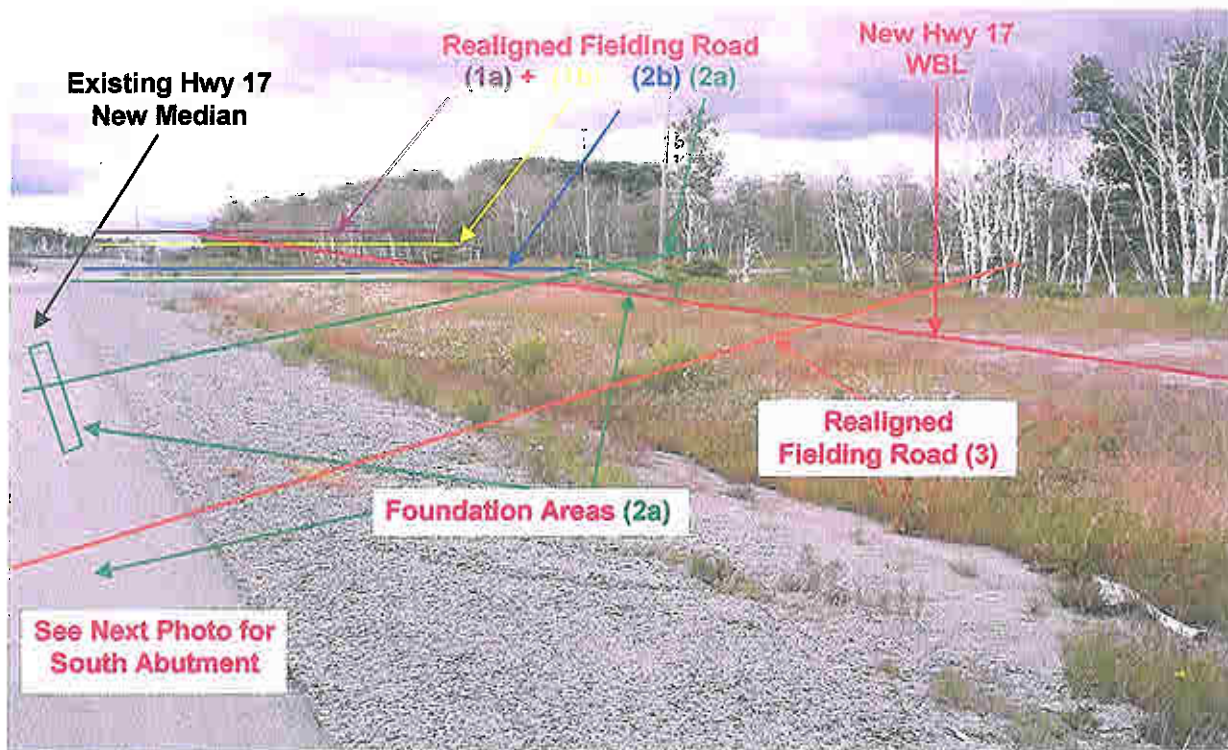 Realigned Fielding Road
(1a) + (1b) (2b) (2a)
New Hwy 17
WBL
Existing Hwy 17
New Median
Realigned
Fielding Road (3)
Foundation Areas (2a)
See Next Photo for
South Abutment